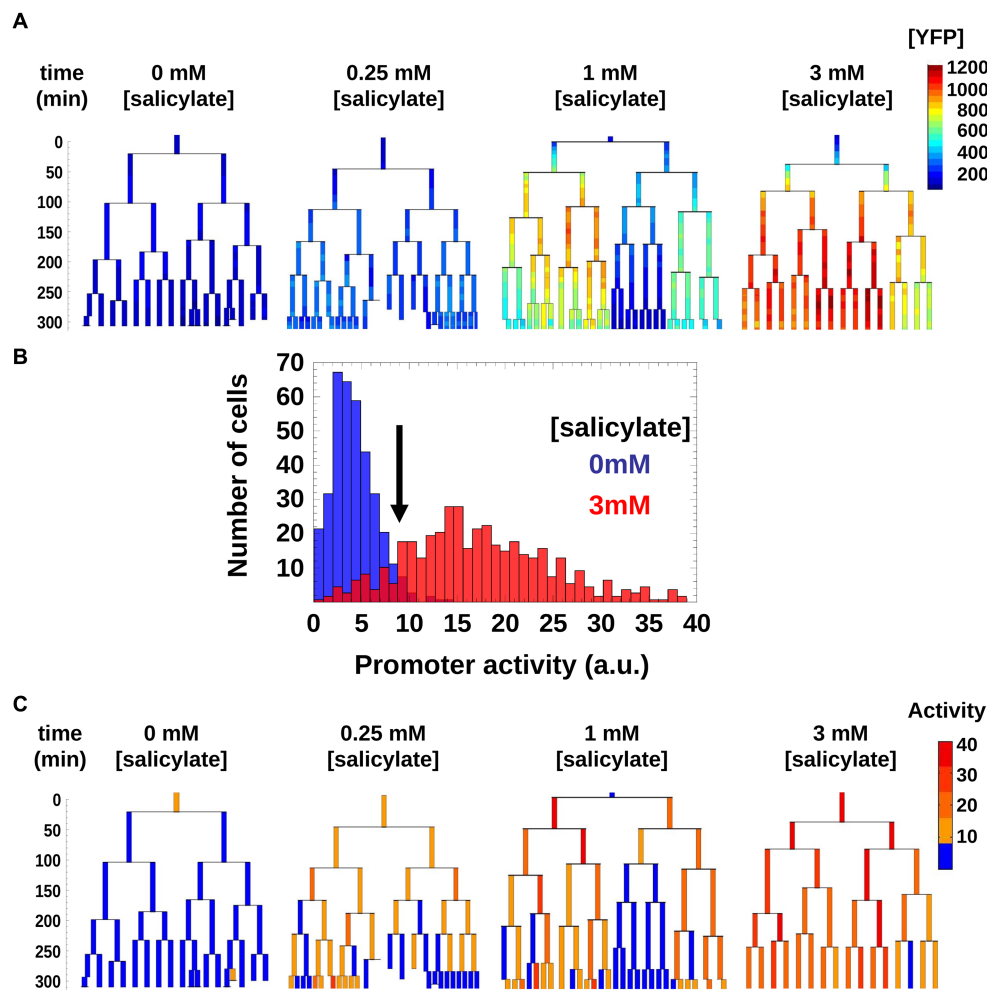 A
[YFP]
time 0 mM 0.25 mM 1 mM 3 mM
(min) [salicylate] [salicylate] [salicylate] [salicylate]
1200
1000
800
600
400
200
0
50
100
150
200
250
300
B
Number of cells
70
60
50
40
30
20
10
[salicylate]
0mM
3mM
0 5 10 15 20 25 30 35 40
Promoter activity (a.u.)
C
Activity
time 0 mM 0.25 mM 1 mM 3 mM
(min) [salicylate] [salicylate] [salicylate] [salicylate]
40
30
20
10
0
50
100
150
200
250
300